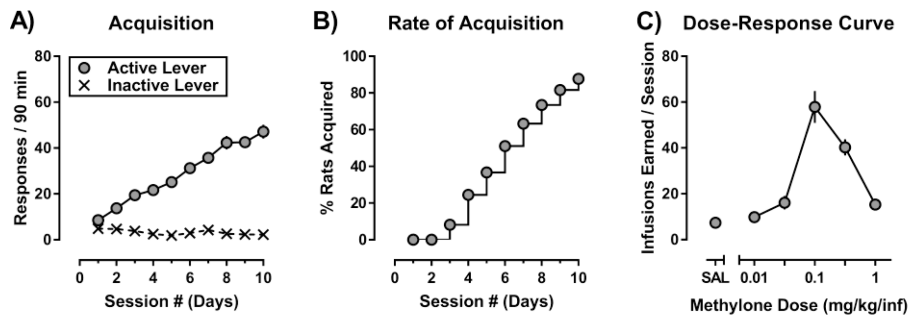 A) Acquisition
Responses / 90 min
80
60
40
20
0
Active Lever
Inactive Lever
0 2 4 6 8 10
Session # (Days)
B) Rate of Acquisition
% Rats Acquired
100
80
60
40
20
0
0 2 4 6 8 10
Session # (Days)
C) Dose-Response Curve
Infusions Earned / Session
80
60
40
20
0
SAL 0.01 0.1 1
Methylone Dose (mg/kg/inf)